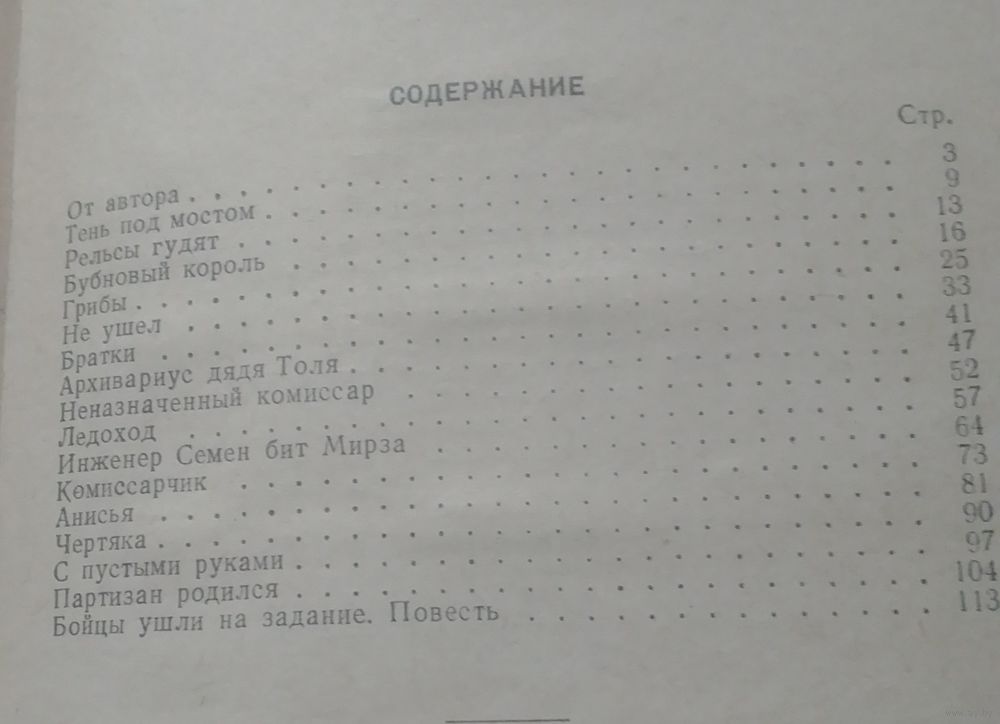 СОДЕРЖАНИЕ
Стр.
От автора . . . . . . . . . . . . . . . . . . . . . . . . . . 3
Тень под мостом . . . . . . . . . . . . . . . . . . . . . . . 9
Рельсы гудят . . . . . . . . . . . . . . . . . . . . . . . . 13
Бубновый король . . . . . . . . . . . . . . . . . . . . . . 16
Грибы . . . . . . . . . . . . . . . . . . . . . . . . . . . . 25
Не ушел . . . . . . . . . . . . . . . . . . . . . . . . . . 33
Братки . . . . . . . . . . . . . . . . . . . . . . . . . . . 41
Архивариус дядя Толя . . . . . . . . . . . . . . . . . . . . 47
Неназначенный комиссар . . . . . . . . . . . . . . . . . . 52
Ледоход . . . . . . . . . . . . . . . . . . . . . . . . . . 57
Инженер Семен бит Мирза . . . . . . . . . . . . . . . . . 64
Комиссарчик . . . . . . . . . . . . . . . . . . . . . . . . 73
Анисья . . . . . . . . . . . . . . . . . . . . . . . . . . . 81
Чертяка . . . . . . . . . . . . . . . . . . . . . . . . . . . 90
С пустыми руками . . . . . . . . . . . . . . . . . . . . . . 97
Партизан родился . . . . . . . . . . . . . . . . . . . . . . 104
Бойцы ушли на задание. Повесть . . . . . . . . . . . . . . 113